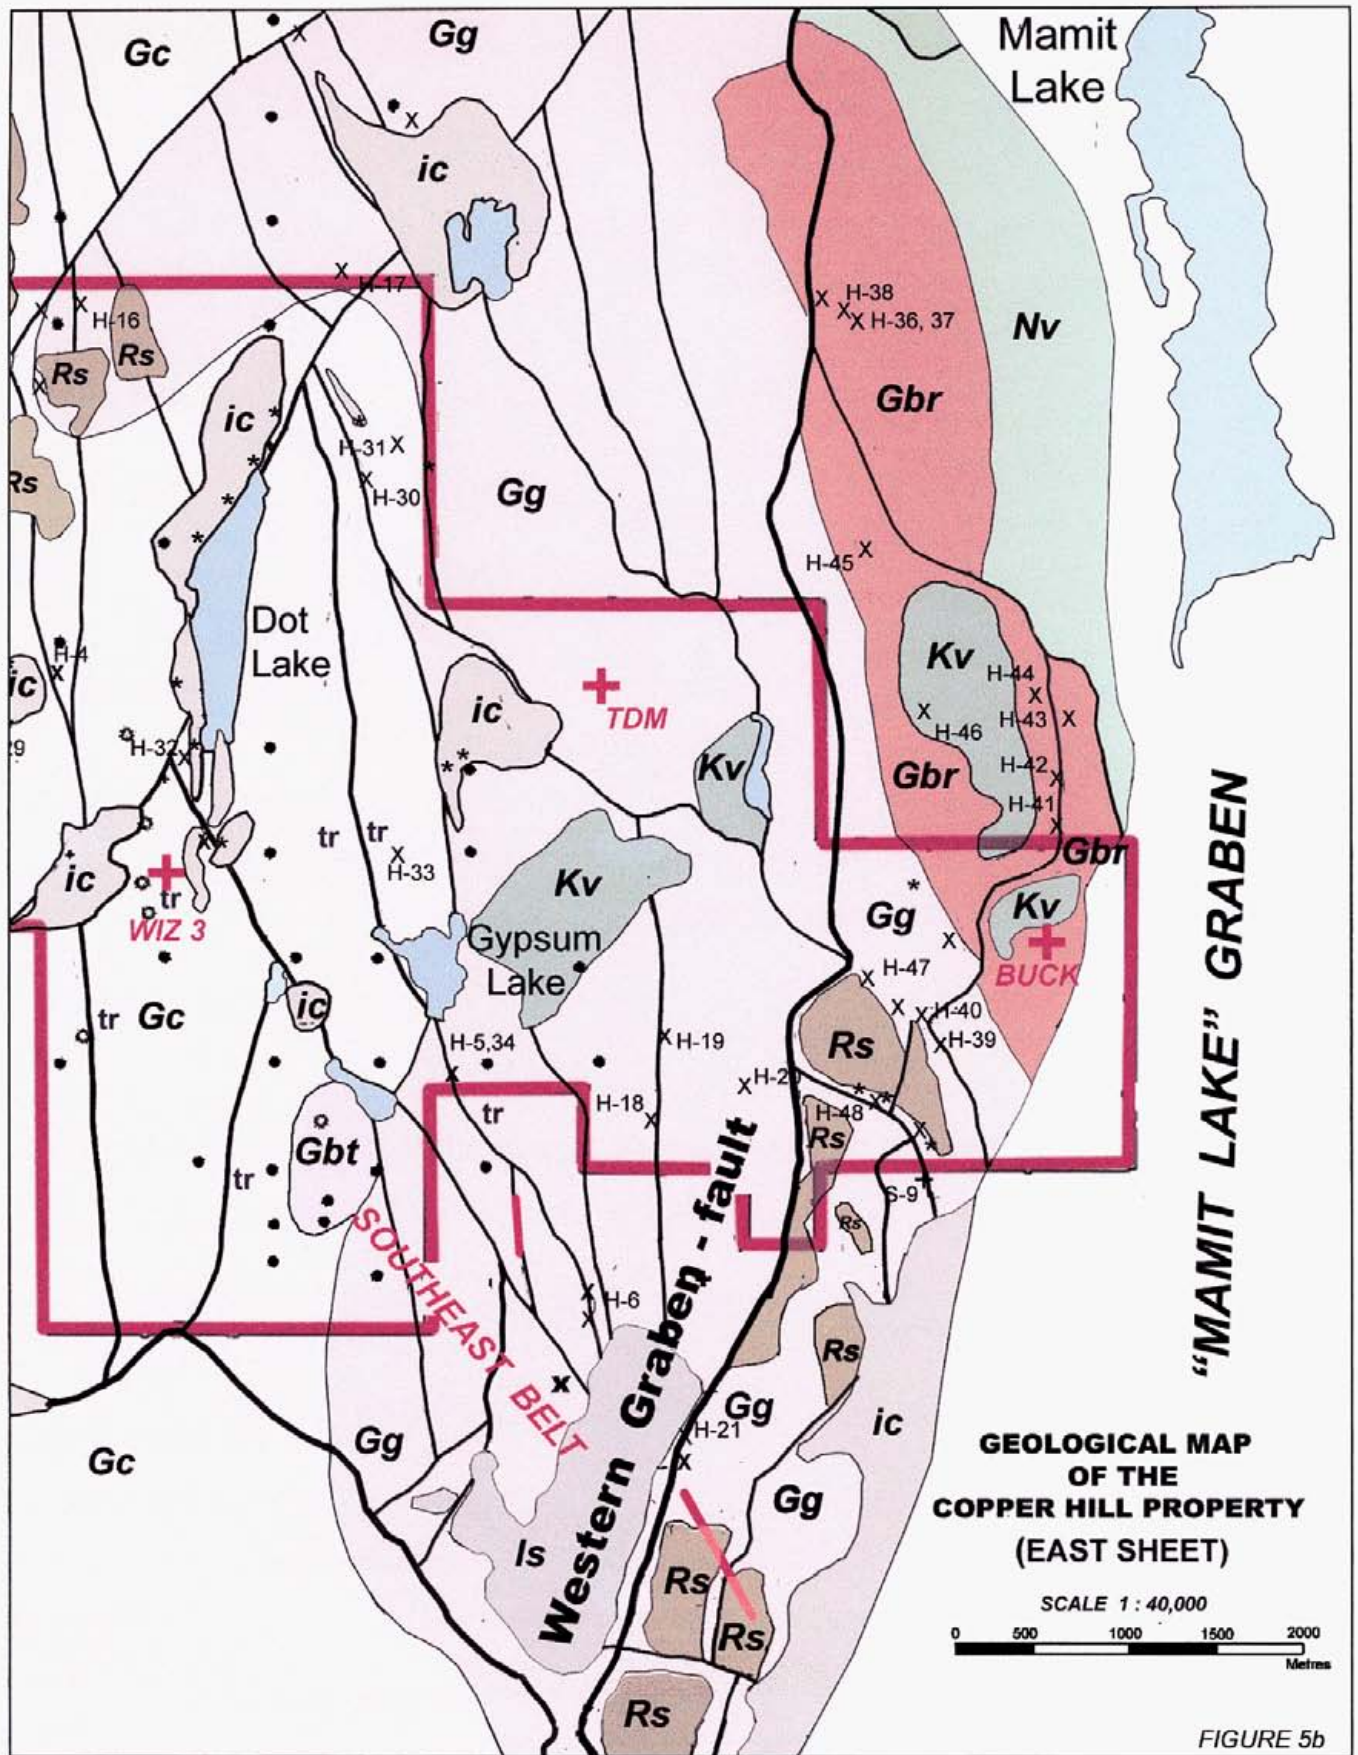 Gc
Gg
Mamit
Lake
ic
H-17
H-38
H-36, 37
H-16
Rs
Rs
Nv
Gbr
ic
H-31
H-30
Rs
Gg
H-45
Dot
Lake
H-4
ic
Kv
H-44
ic
TDM
H-43
H-46
H-32
Kv
H-42
Gbr
H-41
tr
tr
H-33
Gbr
ic
tr
WIZ 3
Kv
Gg
Kv
BUCK
Gypsum
Lake
H-47
ic
tr
Gc
H-40
H-5,34
H-19
Rs
H-39
H-20
H-18
tr
H-48
Rs
Gbt
tr
S-9
Rs
SOUTHEAST BELT
H-6
Western Graben - fault
"MAMIT LAKE" GRABEN
Rs
Gg
ic
H-21
Gg
Gc
Gg
Is
Rs
Rs
Rs
GEOLOGICAL MAP
OF THE
COPPER HILL PROPERTY
(EAST SHEET)
SCALE 1 : 40,000
0 500 1000 1500 2000
Metres
FIGURE 5b